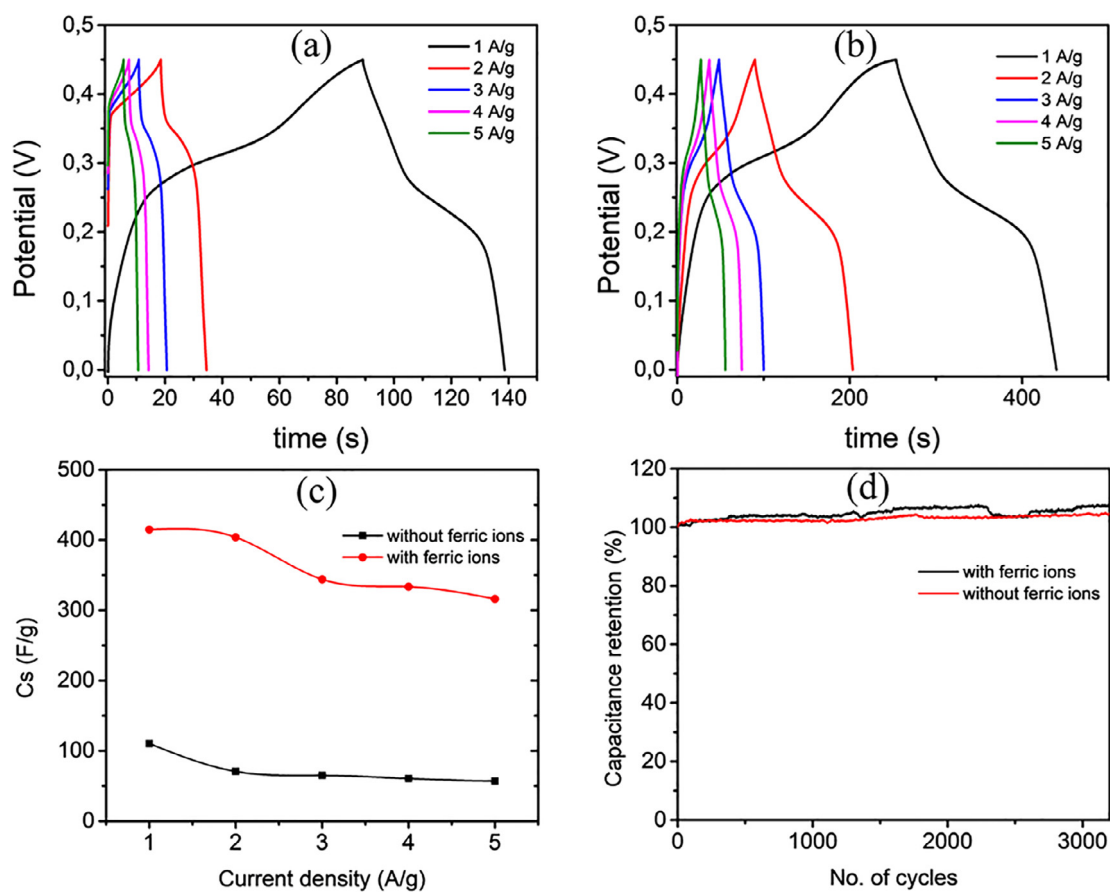 (a)
0,5
0,4
0,3
0,2
0,1
0,0
Potential (V)
1 A/g
2 A/g
3 A/g
4 A/g
5 A/g
0 20 40 60 80 100 120 140
time (s)
(b)
0,5
0,4
0,3
0,2
0,1
0,0
Potential (V)
1 A/g
2 A/g
3 A/g
4 A/g
5 A/g
0 200 400
time (s)
(c)
500
400
300
200
100
0
Cs (F/g)
without ferric ions
with ferric ions
1 2 3 4 5
Current density (A/g)
(d)
120
100
80
60
40
20
0
Capacitance retention (%)
with ferric ions
without ferric ions
0 1000 2000 3000
No. of cycles